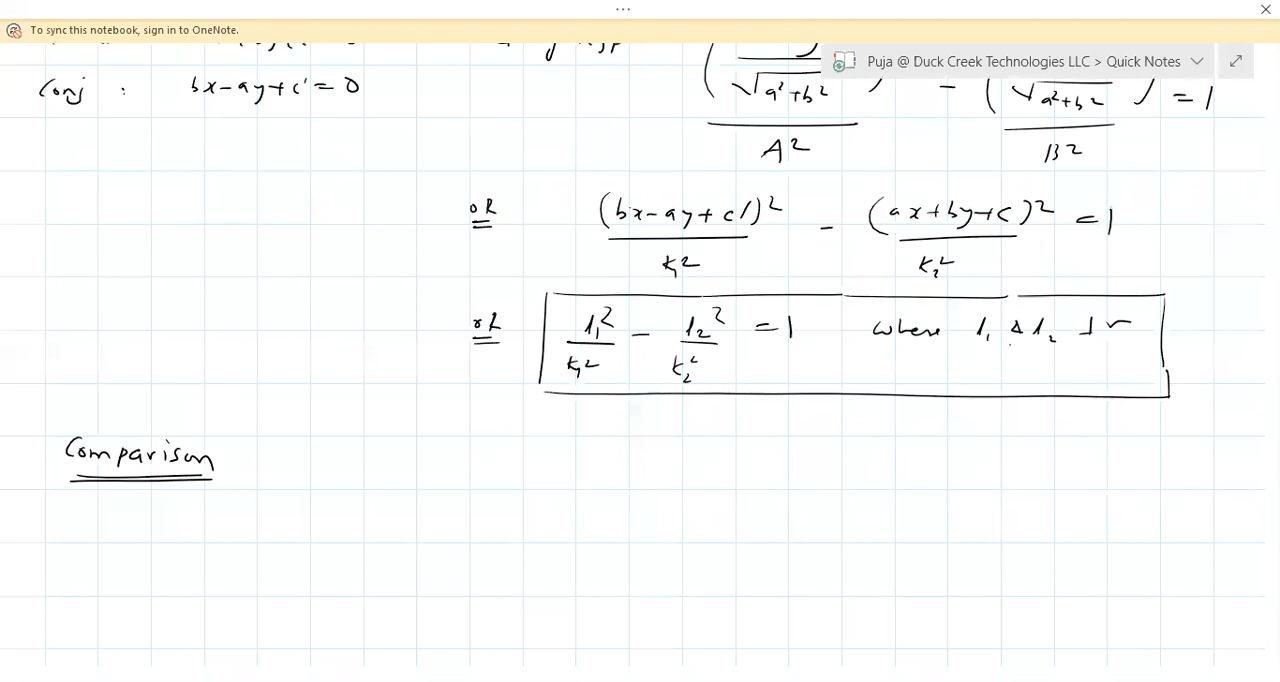 To sync this notebook, sign in to OneNote.
Puja @ Duck Creek Technologies LLC > Quick Notes
Conj : bx-ay+c'=0
√a²+b² / A² - √a²+b² / B² = 1
OR (bx-ay+c')² / k₁² - (ax+by+c)² / k₂² = 1
OR l₁² / k₁² - l₂² / k₂² = 1 where l₁ & l₂ ⊥r
Comparison